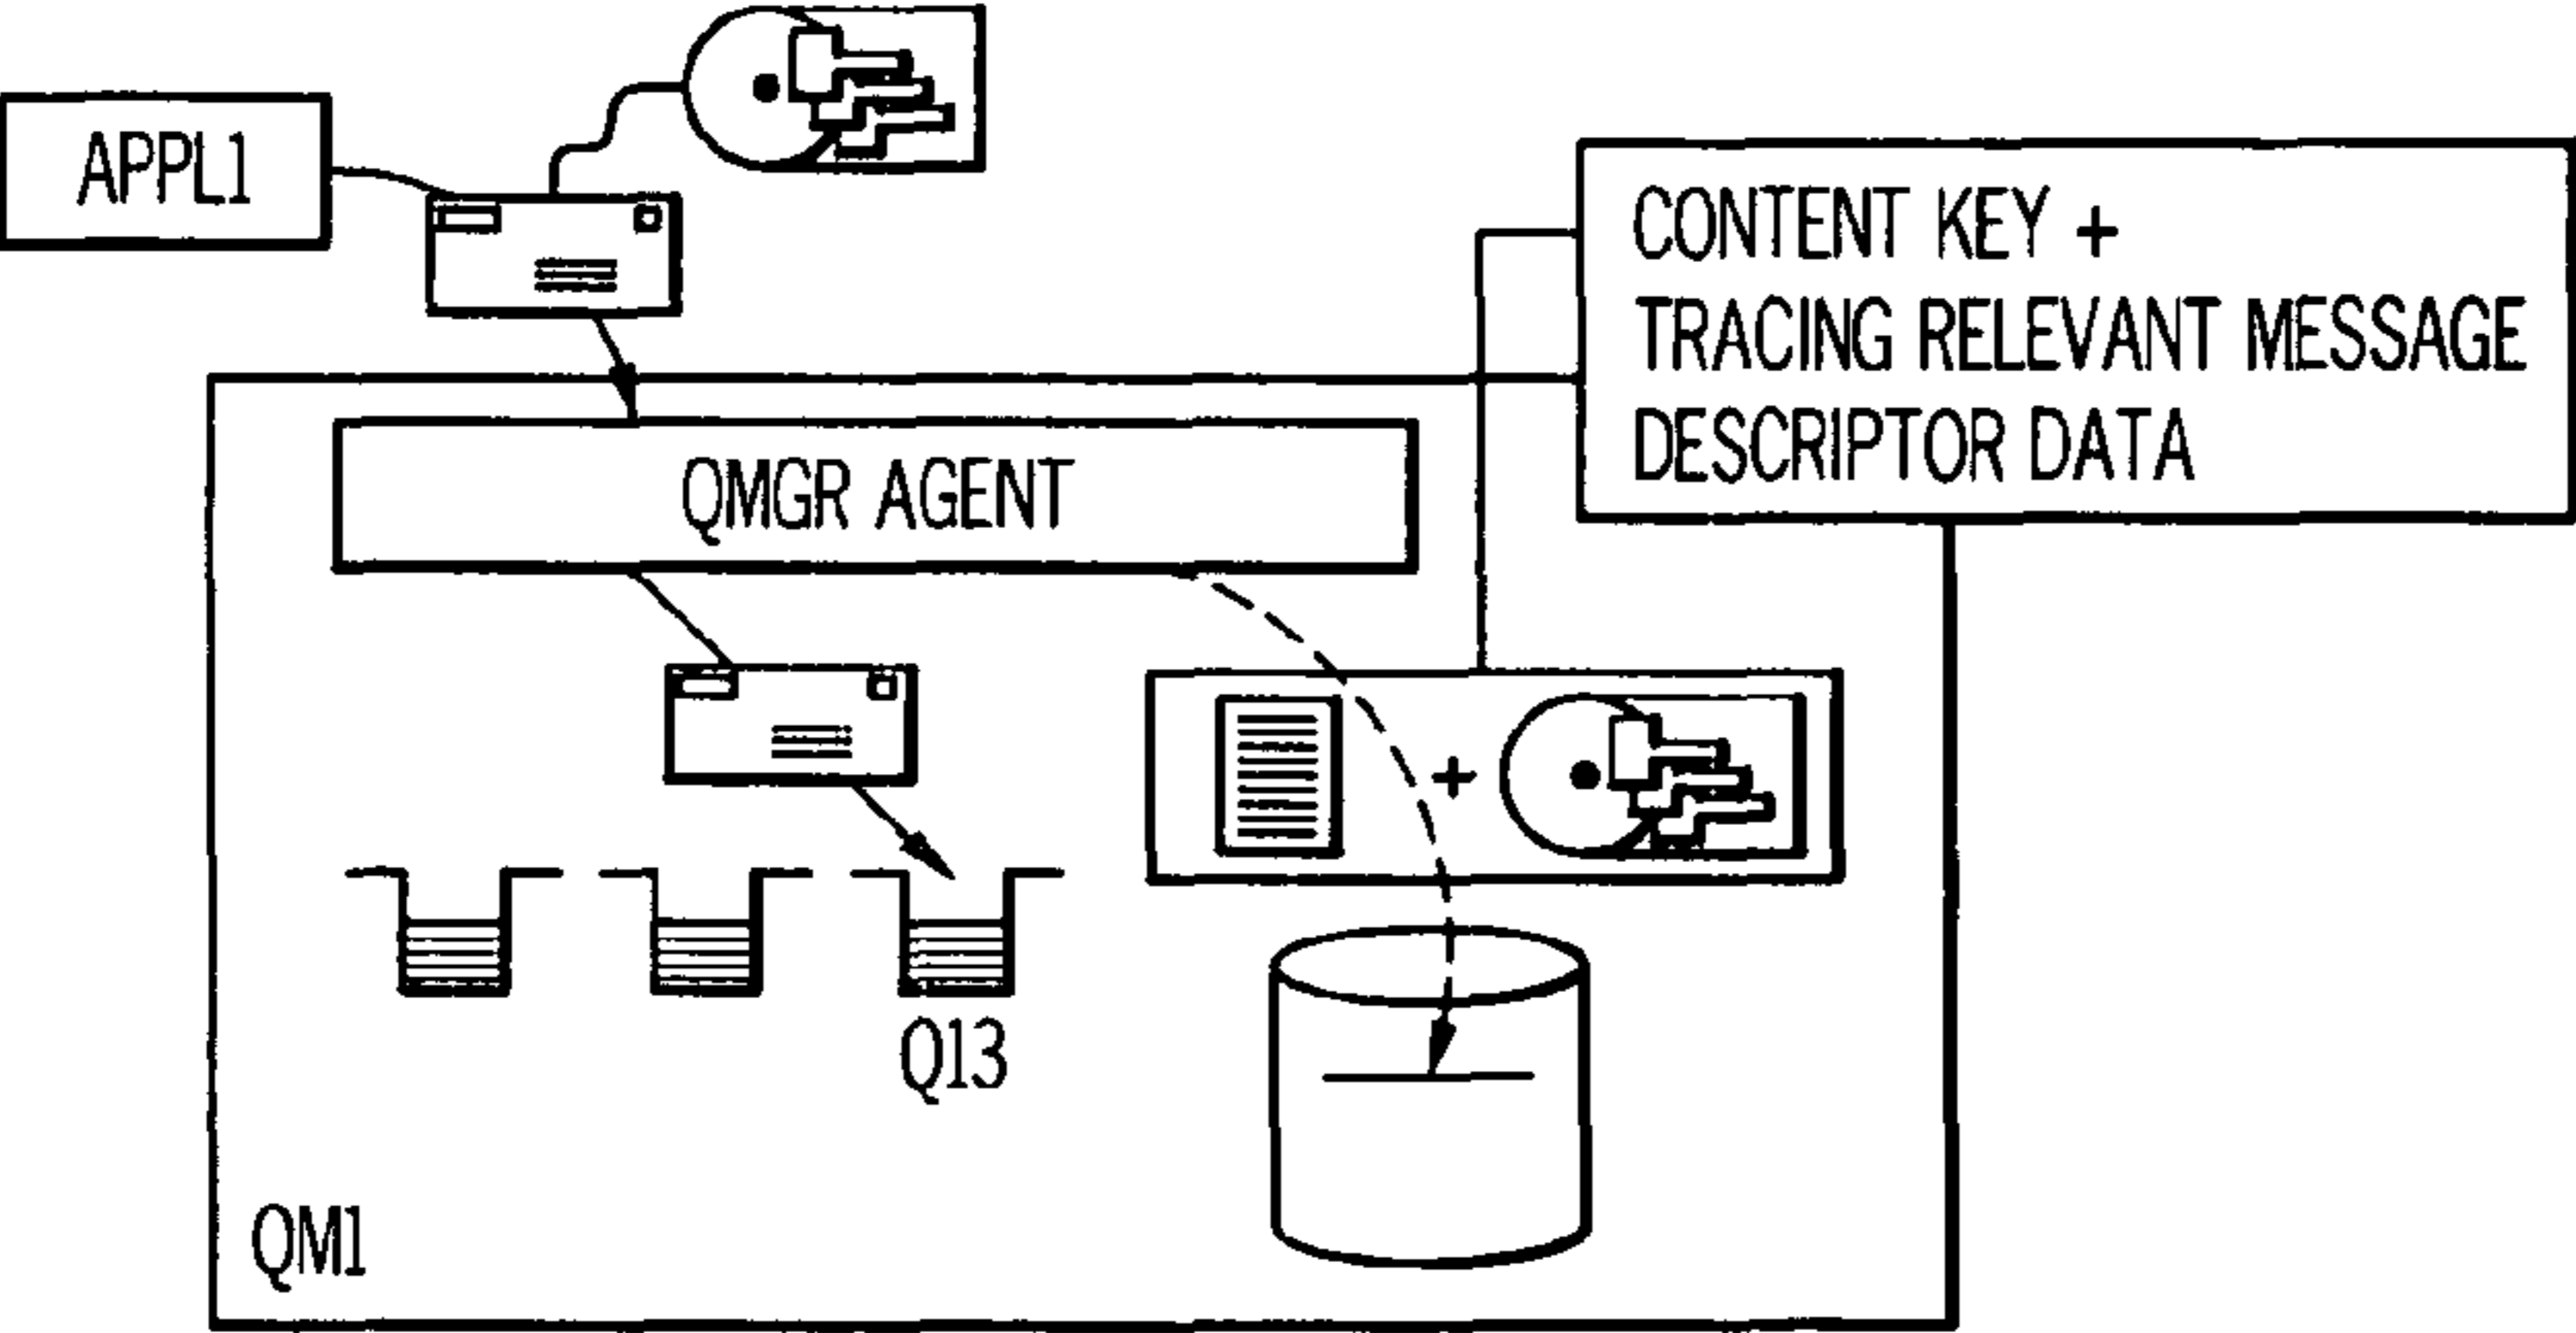 APPL1
CONTENT KEY +
TRACING RELEVANT MESSAGE
DESCRIPTOR DATA
QMGR AGENT
+
Q13
QM1